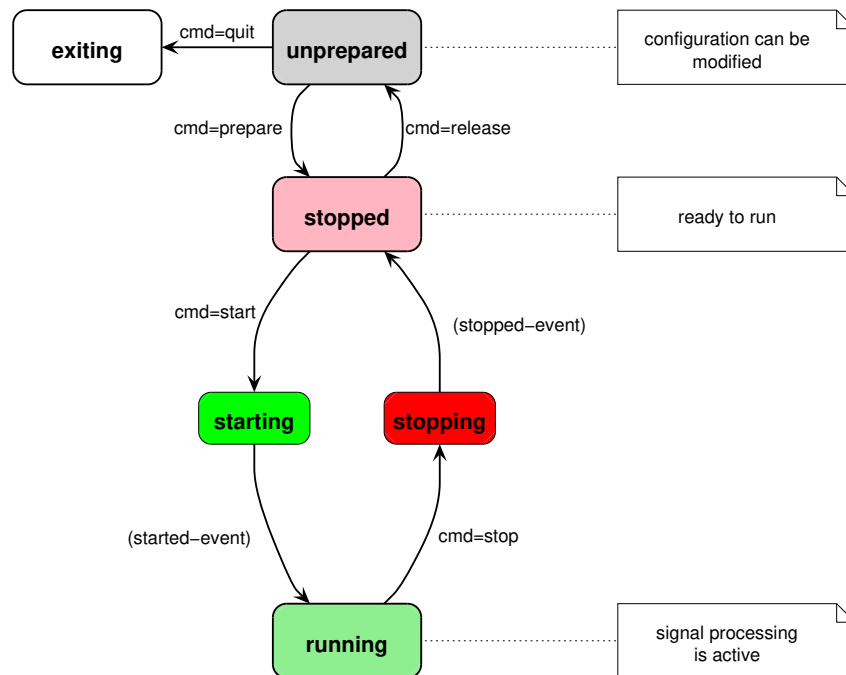 exiting
cmd=quit
unprepared
configuration can be
modified
cmd=prepare
cmd=release
stopped
ready to run
cmd=start
(stopped−event)
starting
stopping
(started−event)
cmd=stop
running
signal processing
is active